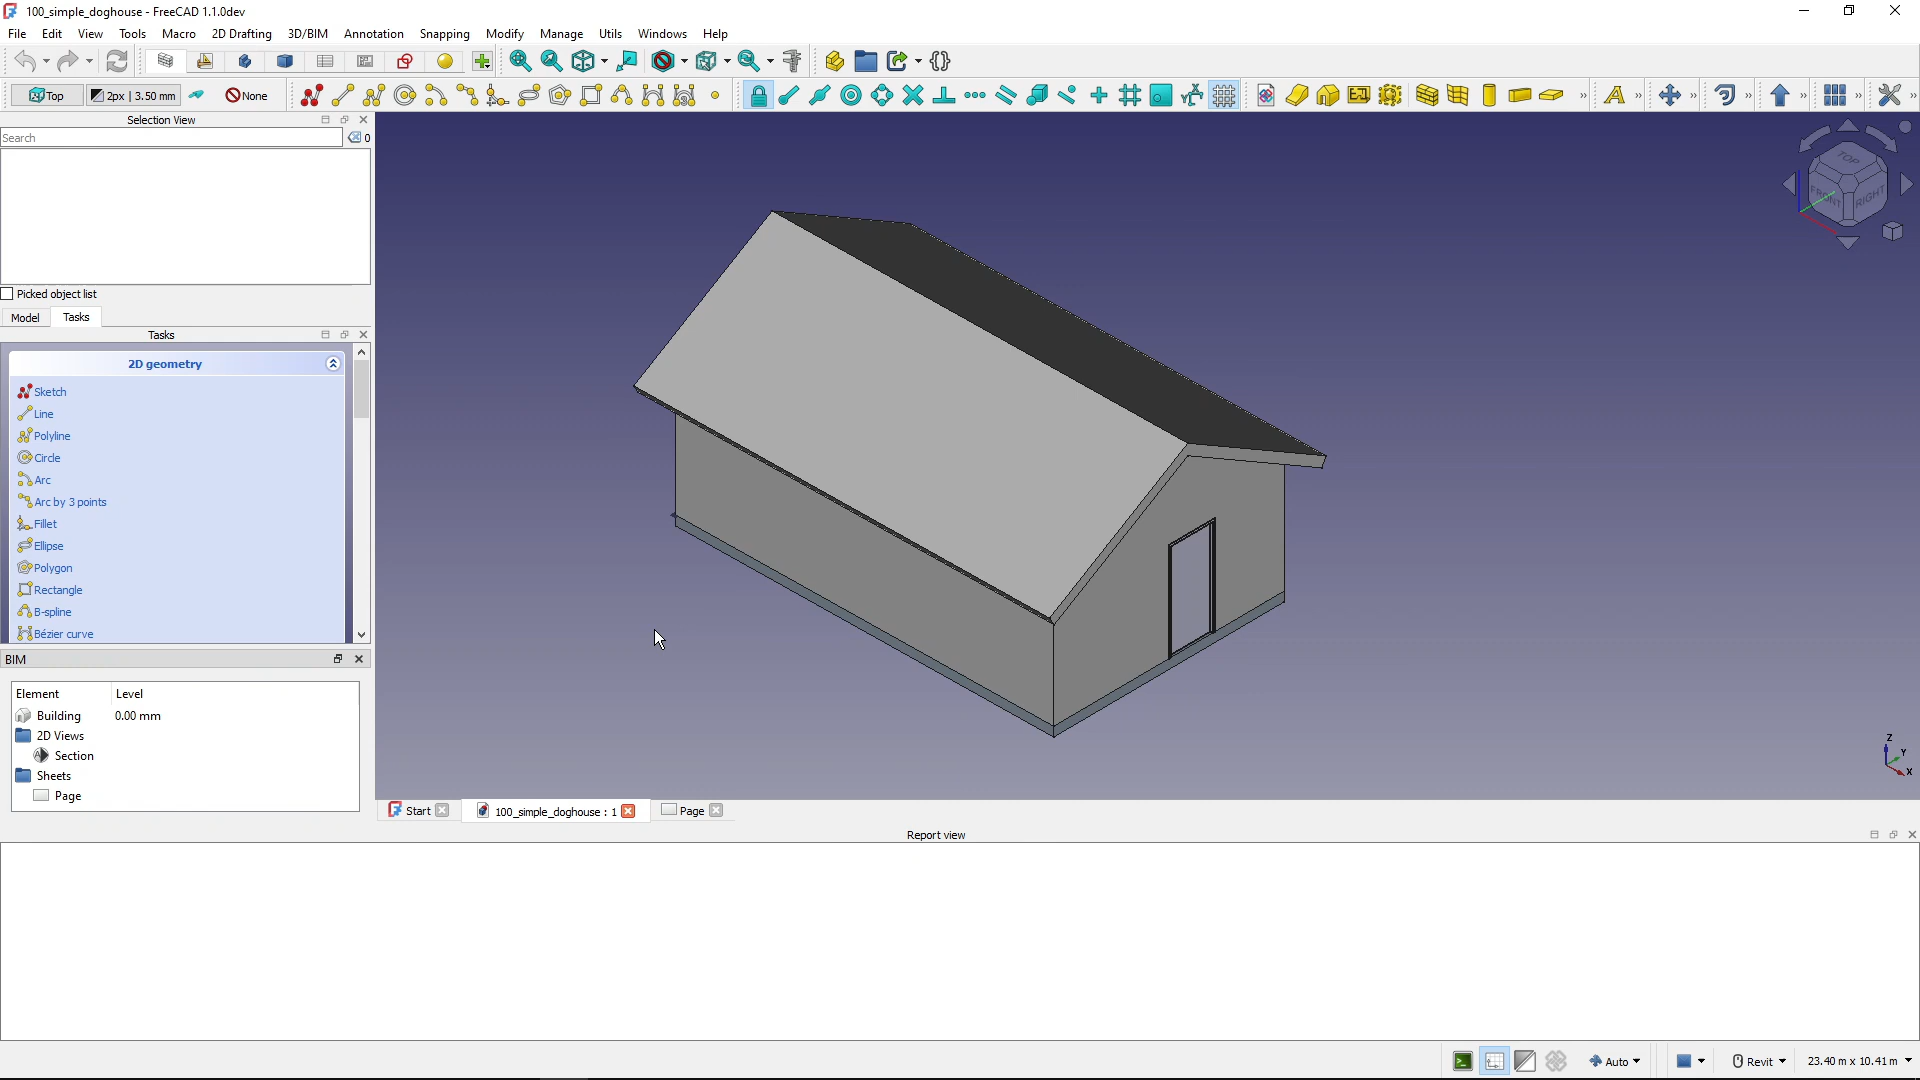 100_simple_doghouse - FreeCAD 1.1.0dev
File Edit View Tools Macro 2D Drafting 3D/BIM Annotation Snapping Modify Manage Utils Windows Help
Top 2px | 3.50 mm None
Selection View
Search 0
Picked object list
Model Tasks
Tasks
2D geometry
Sketch
Line
Polyline
Circle
Arc
Arc by 3 points
Fillet
Ellipse
Polygon
Rectangle
B-spline
Bézier curve
BIM
Element Level
Building 0.00 mm
2D Views
Section
Sheets
Page
TOP
FRONT RIGHT
Z
Y
X
Start 100_simple_doghouse : 1 Page
Report view
Auto Revit 23.40 m x 10.41 m